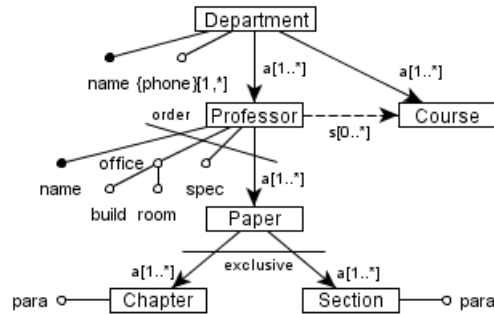 Department
name {phone}[1,*]
a[1..*]
a[1..*]
order
Professor
Course
s[0..*]
office
name
spec
build room
a[1..*]
Paper
exclusive
a[1..*]
a[1..*]
para
Chapter
Section
para